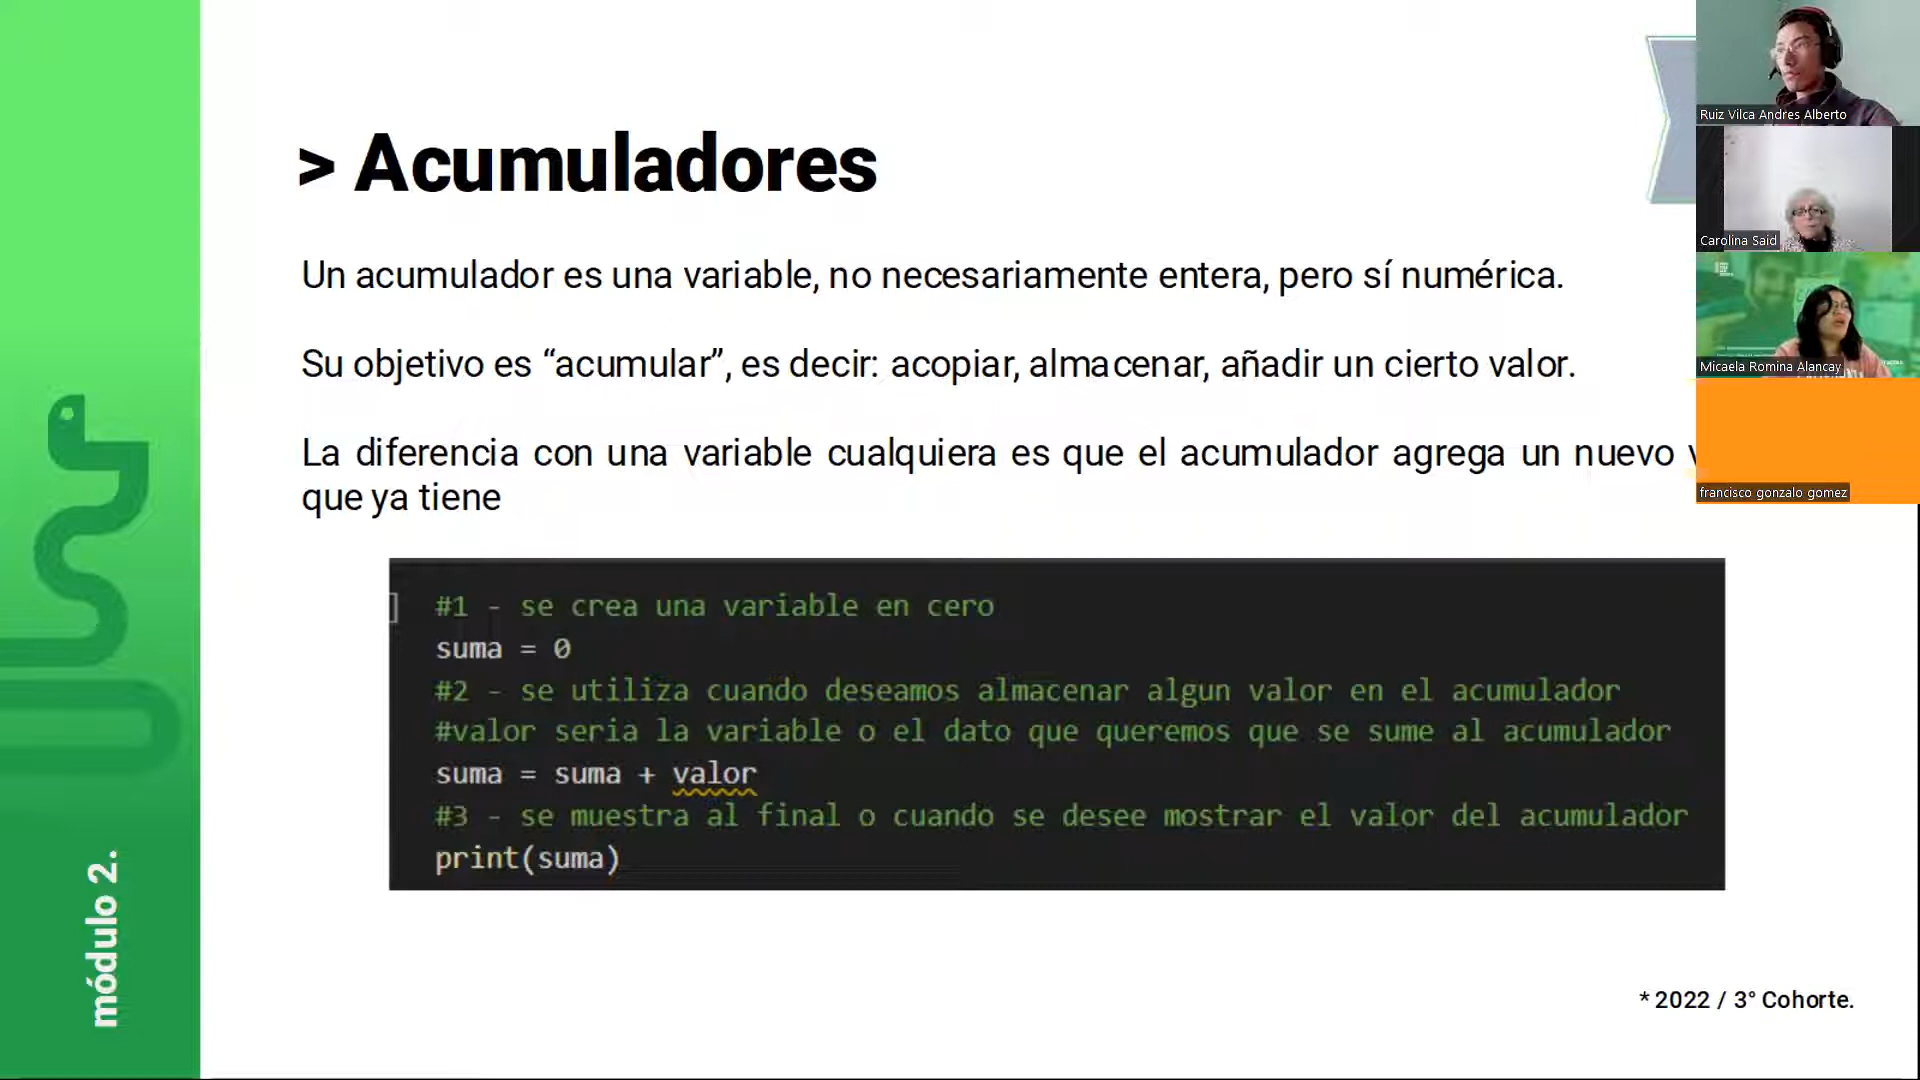 > Acumuladores
Un acumulador es una variable, no necesariamente entera, pero sí numérica.
Su objetivo es “acumular”, es decir: acopiar, almacenar, añadir un cierto valor.
La diferencia con una variable cualquiera es que el acumulador agrega un nuevo
que ya tiene
] #1 - se crea una variable en cero
suma = 0
#2 - se utiliza cuando deseamos almacenar algun valor en el acumulador
#valor seria la variable o el dato que queremos que se sume al acumulador
suma = suma + valor
#3 - se muestra al final o cuando se desee mostrar el valor del acumulador
print(suma)
módulo 2.
* 2022 / 3° Cohorte.
Ruiz Vilca Andres Alberto
Carolina Said
Micaela Romina Alancay
francisco gonzalo gomez